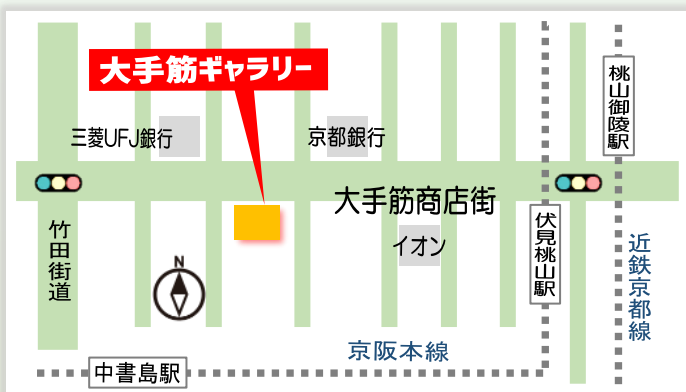 大手筋ギャラリー
桃山御陵駅
三菱UFJ銀行
京都銀行
大手筋商店街
竹田街道
イオン
伏見桃山駅
近鉄京都線
N
京阪本線
中書島駅